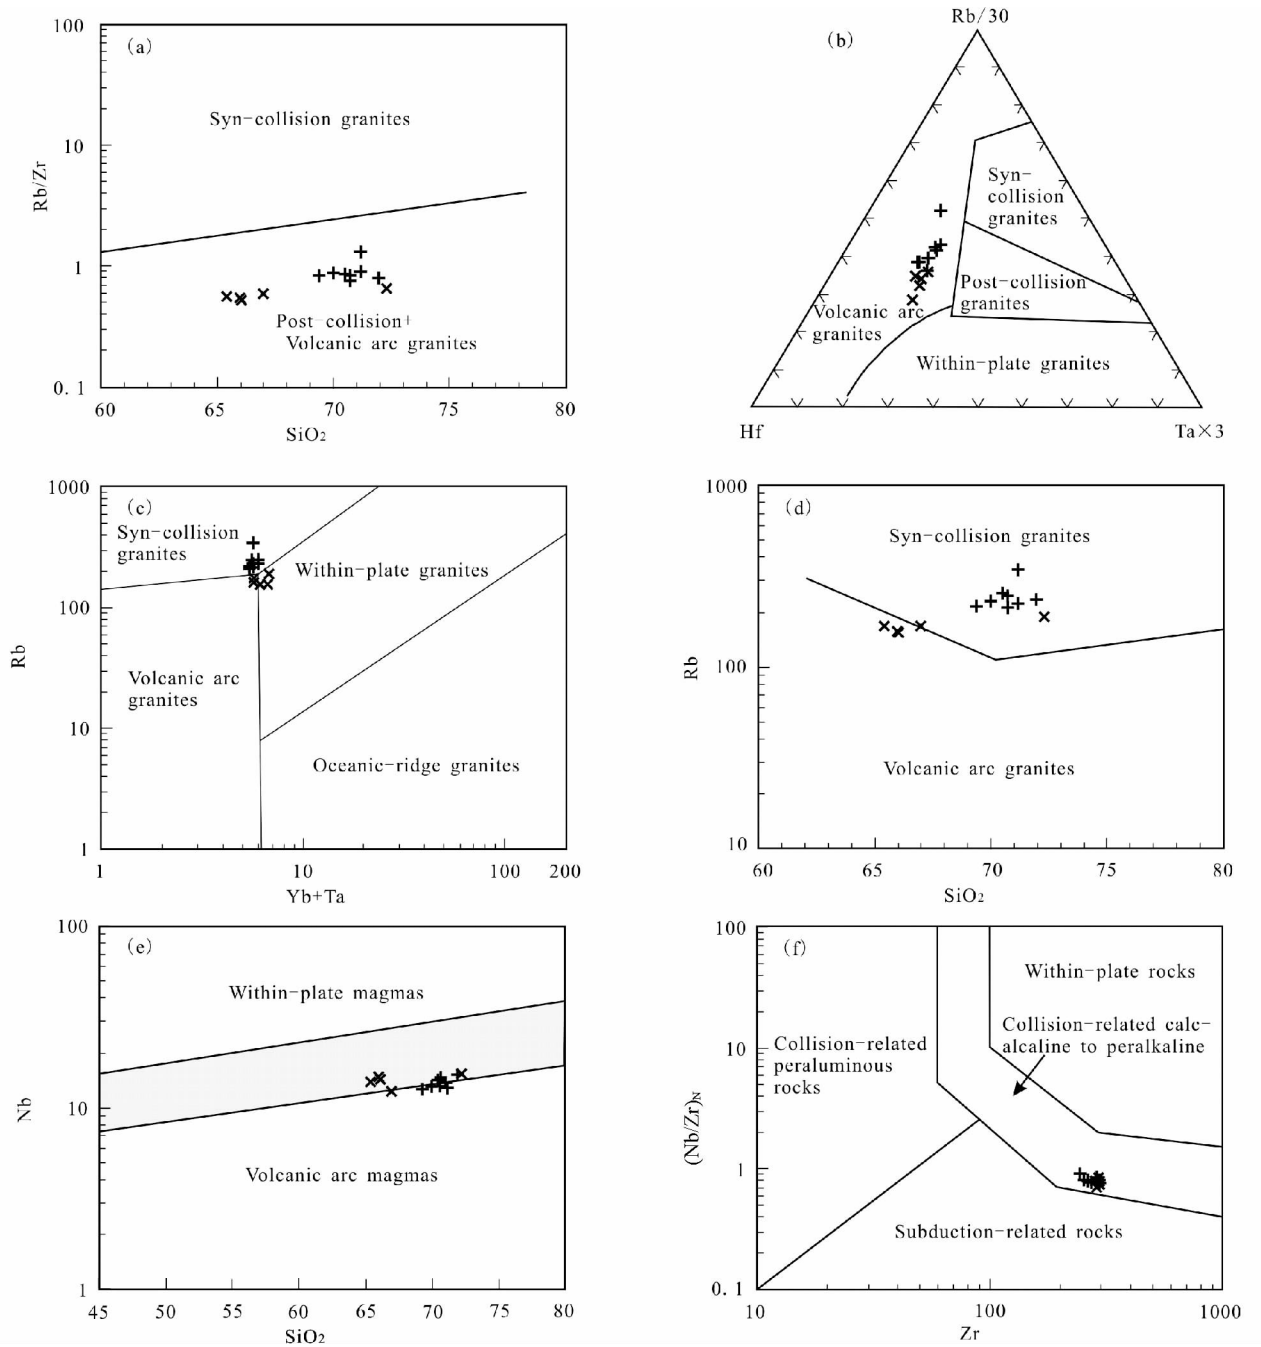 (a)
100
10
1
0.1
Rb/Zr
Syn-collision granites
Post-collision+
Volcanic arc granites
60 65 70 75 80
SiO₂
Rb/30
(b)
Syn-
collision
granites
Post-collision
granites
Volcanic arc
granites
Within-plate granites
Hf
Ta×3
(c)
1000
100
10
1
Rb
Syn-collision
granites
Within-plate granites
Volcanic arc
granites
Oceanic-ridge granites
1 10 100 200
Yb+Ta
(d)
1000
100
10
Rb
Syn-collision granites
Volcanic arc granites
60 65 70 75 80
SiO₂
(e)
100
10
1
Nb
Within-plate magmas
Volcanic arc magmas
45 50 55 60 65 70 75 80
SiO₂
(f)
100
10
1
0.1
(Nb/Zr)N
Within-plate rocks
Collision-related calc-
alcaline to peralkaline
Collision-related
peraluminous
rocks
Subduction-related rocks
10 100 1000
Zr